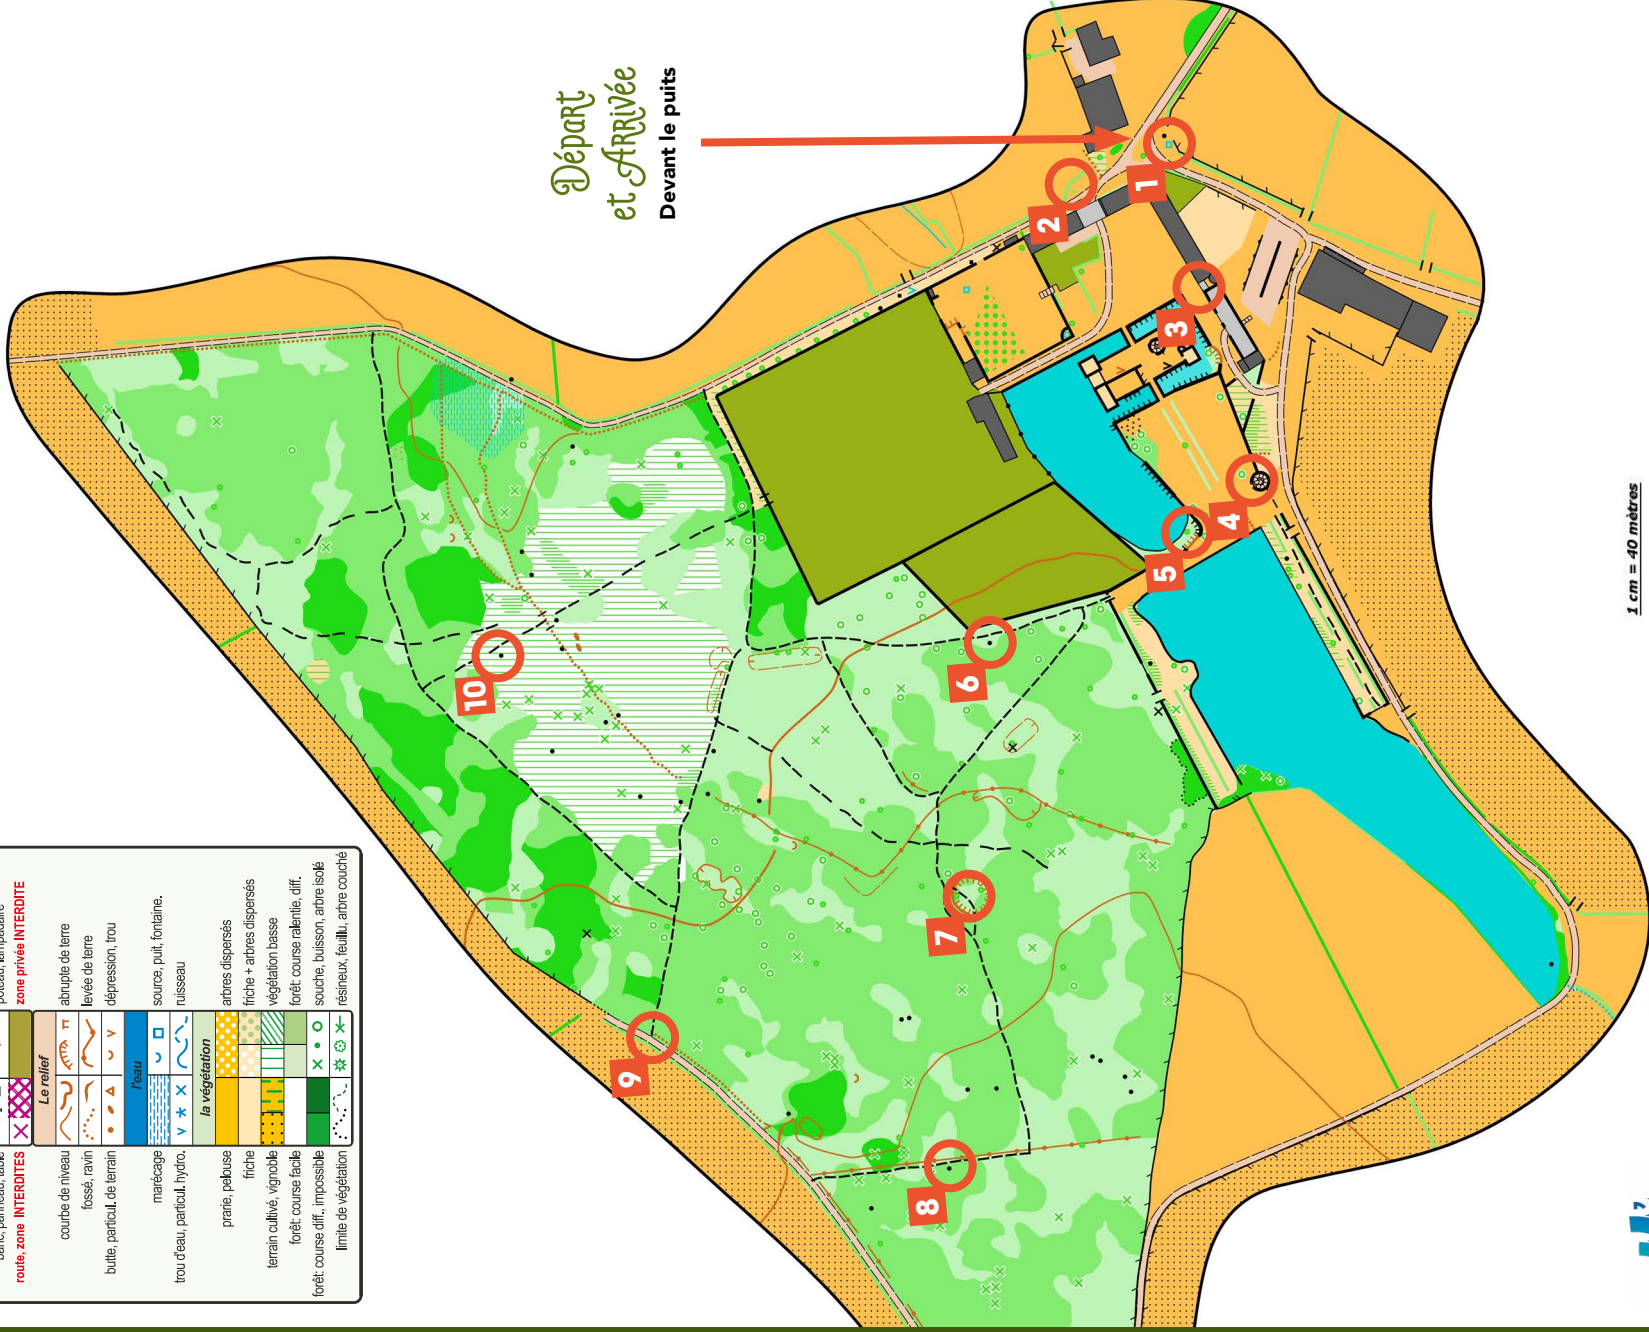 Départ
et Arrivée
Devant le puits
1
2
3
4
5
6
7
8
9
10
1 cm = 40 mètres
zone privée INTERDITE
route, zone INTERDITES
Le relief
courbe de niveau
abrupte de terre
fossé, ravin
levée de terre
butte, particul. de terrain
dépression, trou
l'eau
marécage
source, puit, fontaine.
trou d'eau, particul. hydro.
ruisseau
la végétation
prarie, pelouse
arbres dispersés
friche
friche + arbres dispersés
terrain cultivé, vignoble
végétation basse
forêt: course facile
forêt: course ralentie, diff.
forêt: course diff., impossible
souche, buisson, arbre isolé
limite de végétation
résineux, feuillu, arbre couché